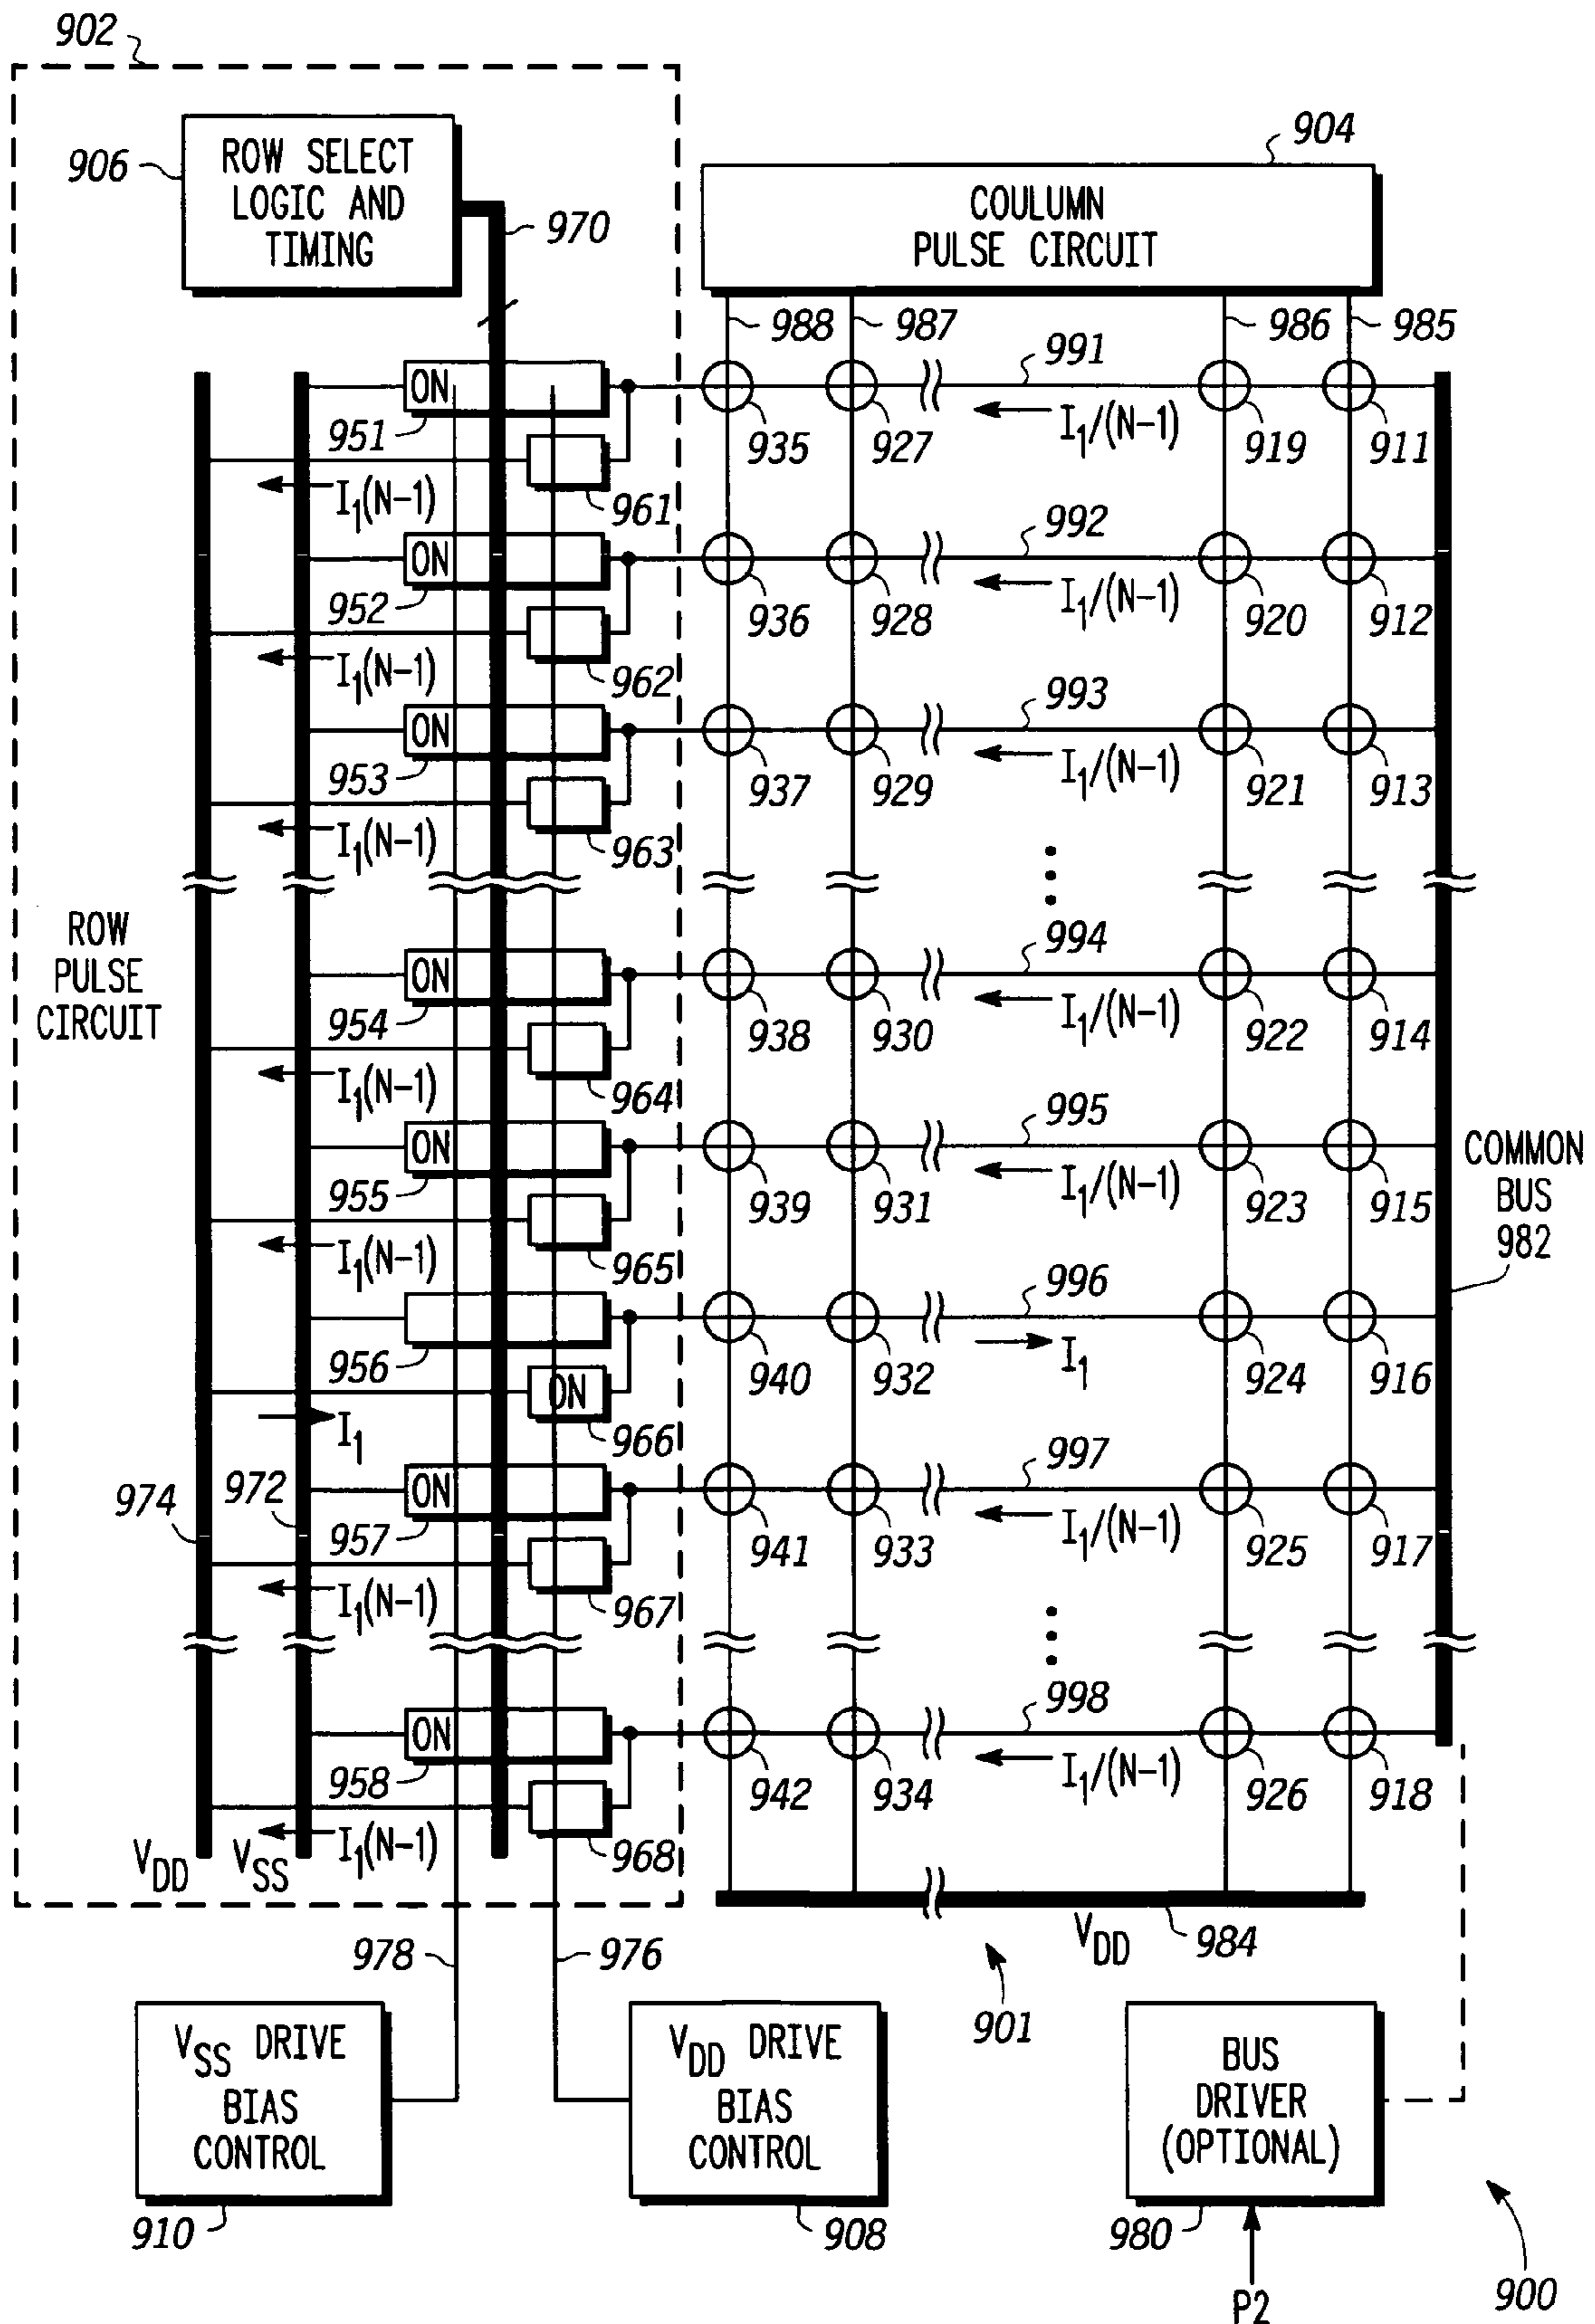 902
906
ROW SELECT
LOGIC AND
TIMING
970
904
COULUMN
PULSE CIRCUIT
988
987
986
985
ON
951
I1(N-1)
961
935
927
991
I1/(N-1)
919
911
ON
952
I1(N-1)
962
936
928
992
I1/(N-1)
920
912
ON
953
I1(N-1)
963
937
929
993
I1/(N-1)
921
913
ROW
PULSE
CIRCUIT
ON
954
I1(N-1)
964
938
930
994
I1/(N-1)
922
914
ON
955
I1(N-1)
965
939
931
995
I1/(N-1)
923
915
COMMON
BUS
982
956
ON
I1
966
940
932
996
I1
924
916
974
972
ON
957
I1(N-1)
967
941
933
997
I1/(N-1)
925
917
ON
958
I1(N-1)
968
942
934
998
I1/(N-1)
926
918
VDD
VSS
978
976
VDD
984
901
VSS DRIVE
BIAS
CONTROL
910
VDD DRIVE
BIAS
CONTROL
908
BUS
DRIVER
(OPTIONAL)
980
P2
900